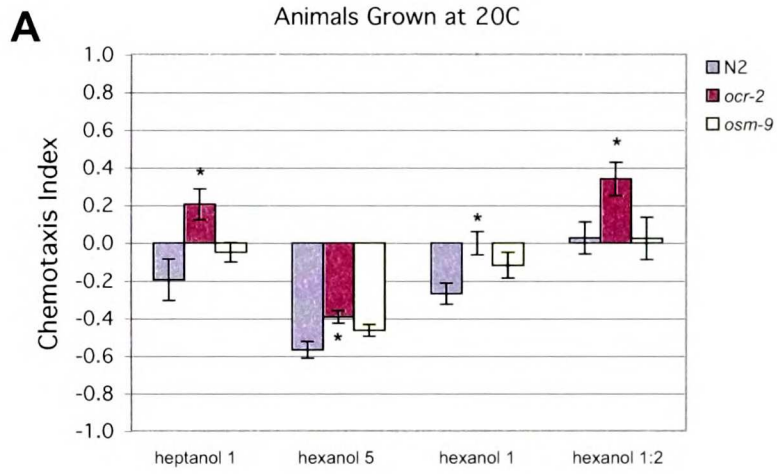 A
Animals Grown at 20C
Chemotaxis Index
1.0
0.8
0.6
0.4
0.2
0.0
-0.2
-0.4
-0.6
-0.8
-1.0
*
*
*
*
heptanol 1
hexanol 5
hexanol 1
hexanol 1:2
N2
ocr-2
osm-9